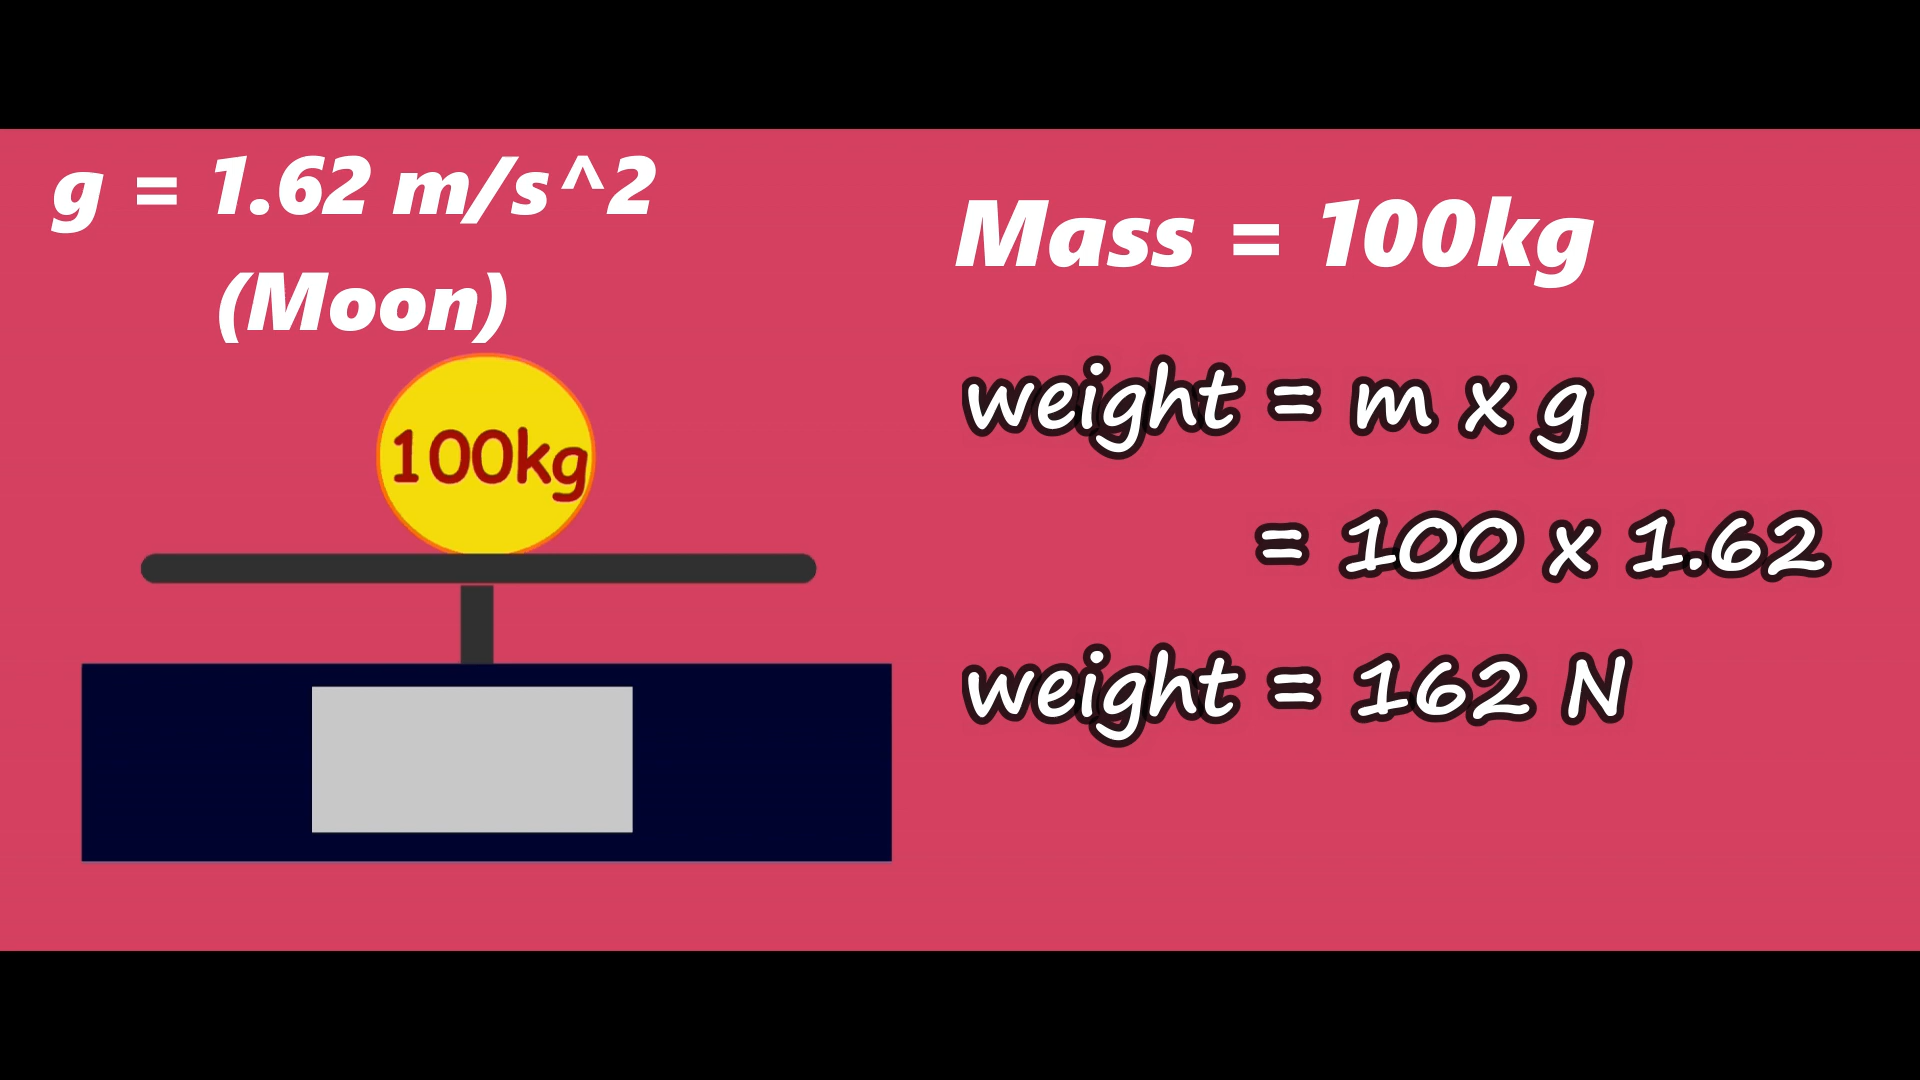 g = 1.62 m/s^2
(Moon)
100kg
Mass = 100kg
weight = m x g
= 100 x 1.62
weight = 162 N